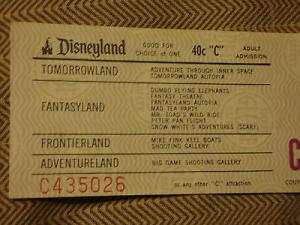 Disneyland
GOOD FOR
CHOICE of ONE
40c "C"
ADULT
ADMISSION
TOMORROWLAND
ADVENTURE THROUGH INNER SPACE
TOMORROWLAND AUTOPIA
FANTASYLAND
DUMBO FLYING ELEPHANTS
FANTASY THEATRE
FANTASYLAND AUTOPIA
MAD TEA PARTY
MR. TOAD'S WILD RIDE
PETER PAN FLIGHT
SNOW WHITE'S ADVENTURES (SCARY)
FRONTIERLAND
MIKE FINK KEEL BOATS
SHOOTING GALLERY
ADVENTURELAND
BIG GAME SHOOTING GALLERY
C435026
or any other "C" attraction
C
COU